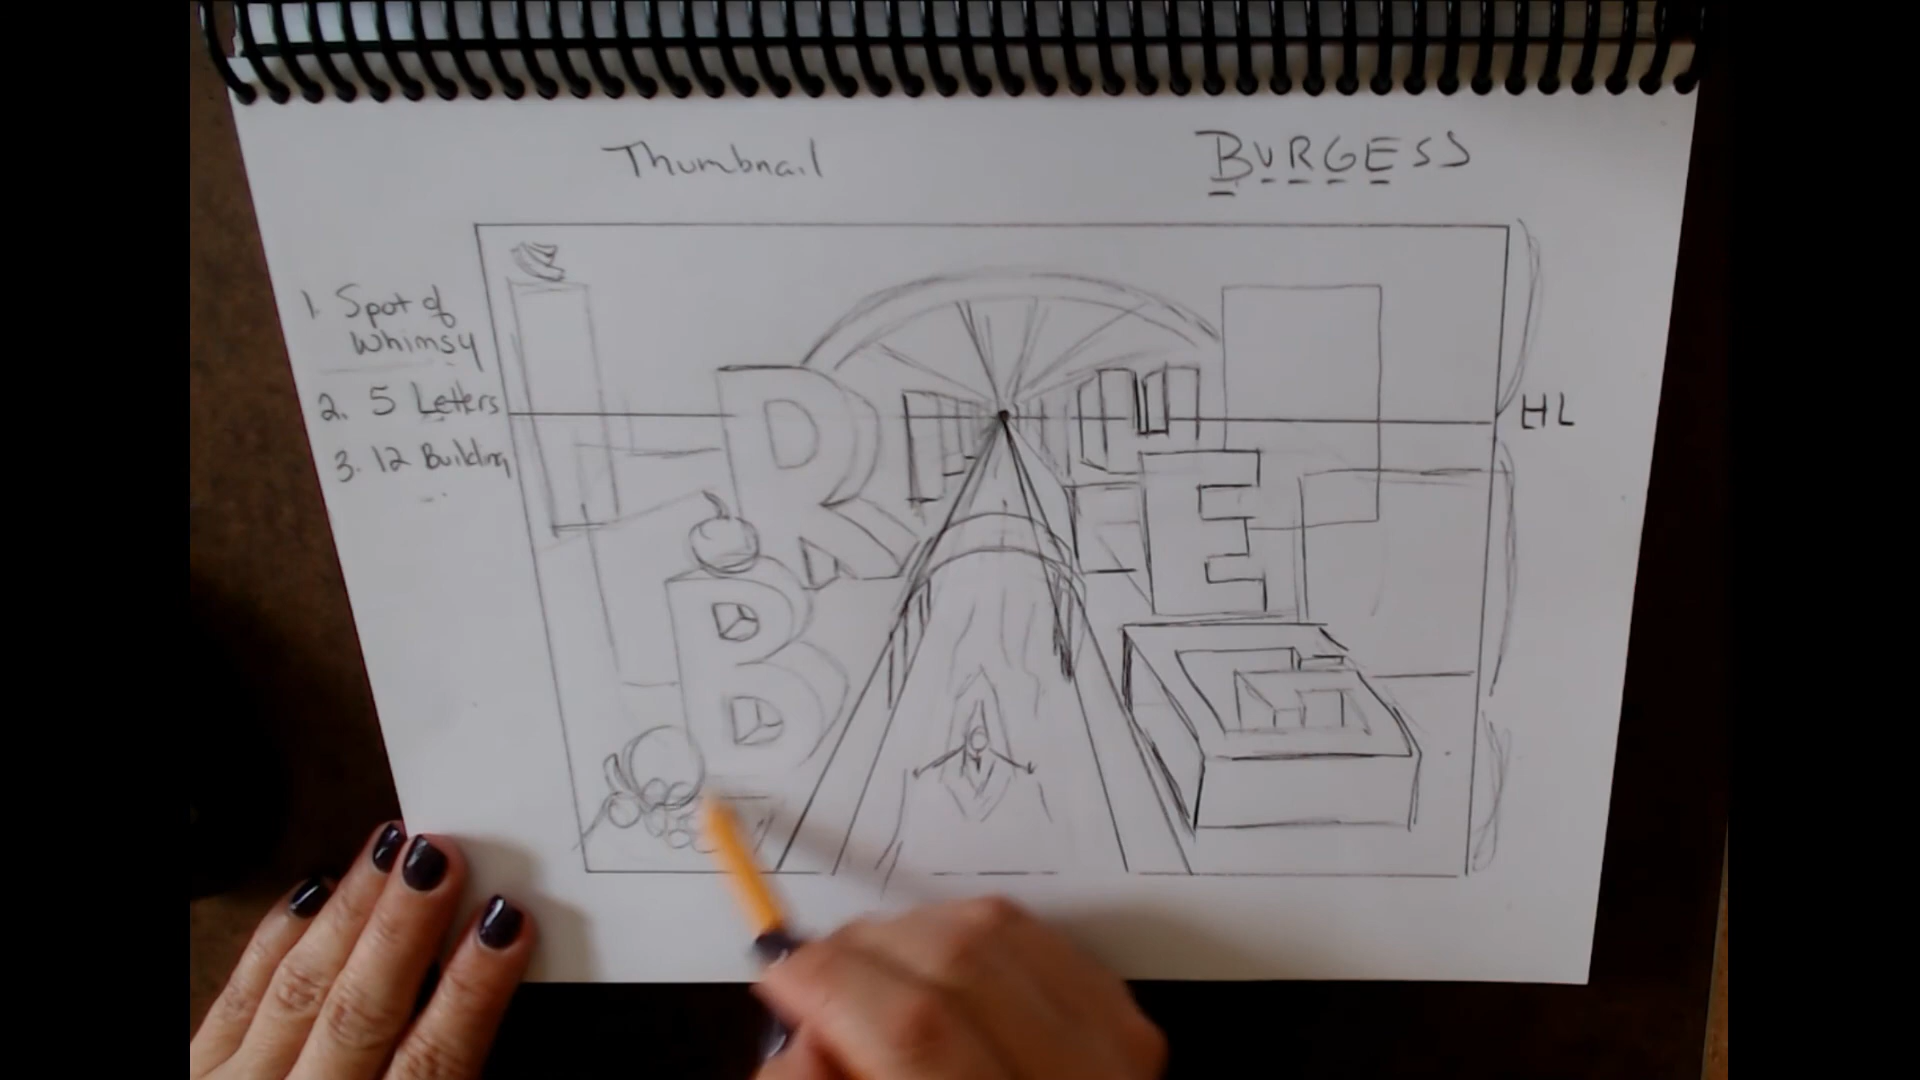 Thumbnail
BURGESS
1. Spot of
Whimsy
2. 5 Letters
3. 12 Building
HL
R
E
B
G